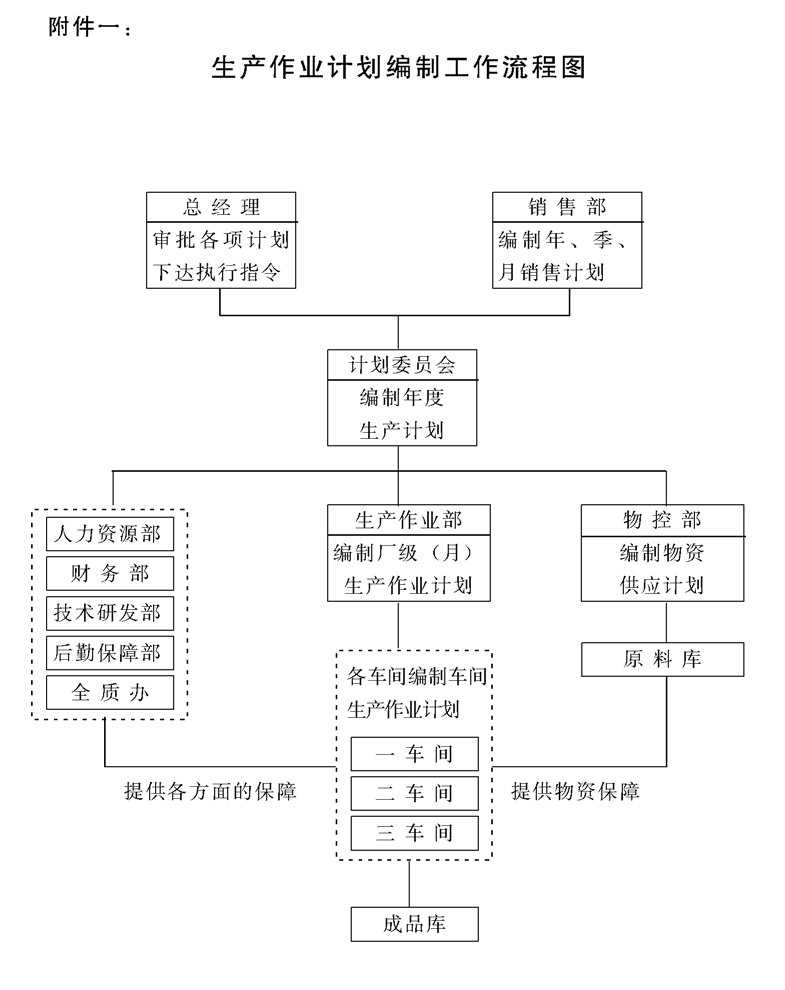 附件一：
生产作业计划编制工作流程图
总经理
审批各项计划
下达执行指令
销售部
编制年、季、
月销售计划
计划委员会
编制年度
生产计划
人力资源部
财务部
技术研发部
后勤保障部
全质办
生产作业部
编制厂级（月）
生产作业计划
物控部
编制物资
供应计划
原料库
各车间编制车间
生产作业计划
一车间
二车间
三车间
提供各方面的保障
提供物资保障
成品库